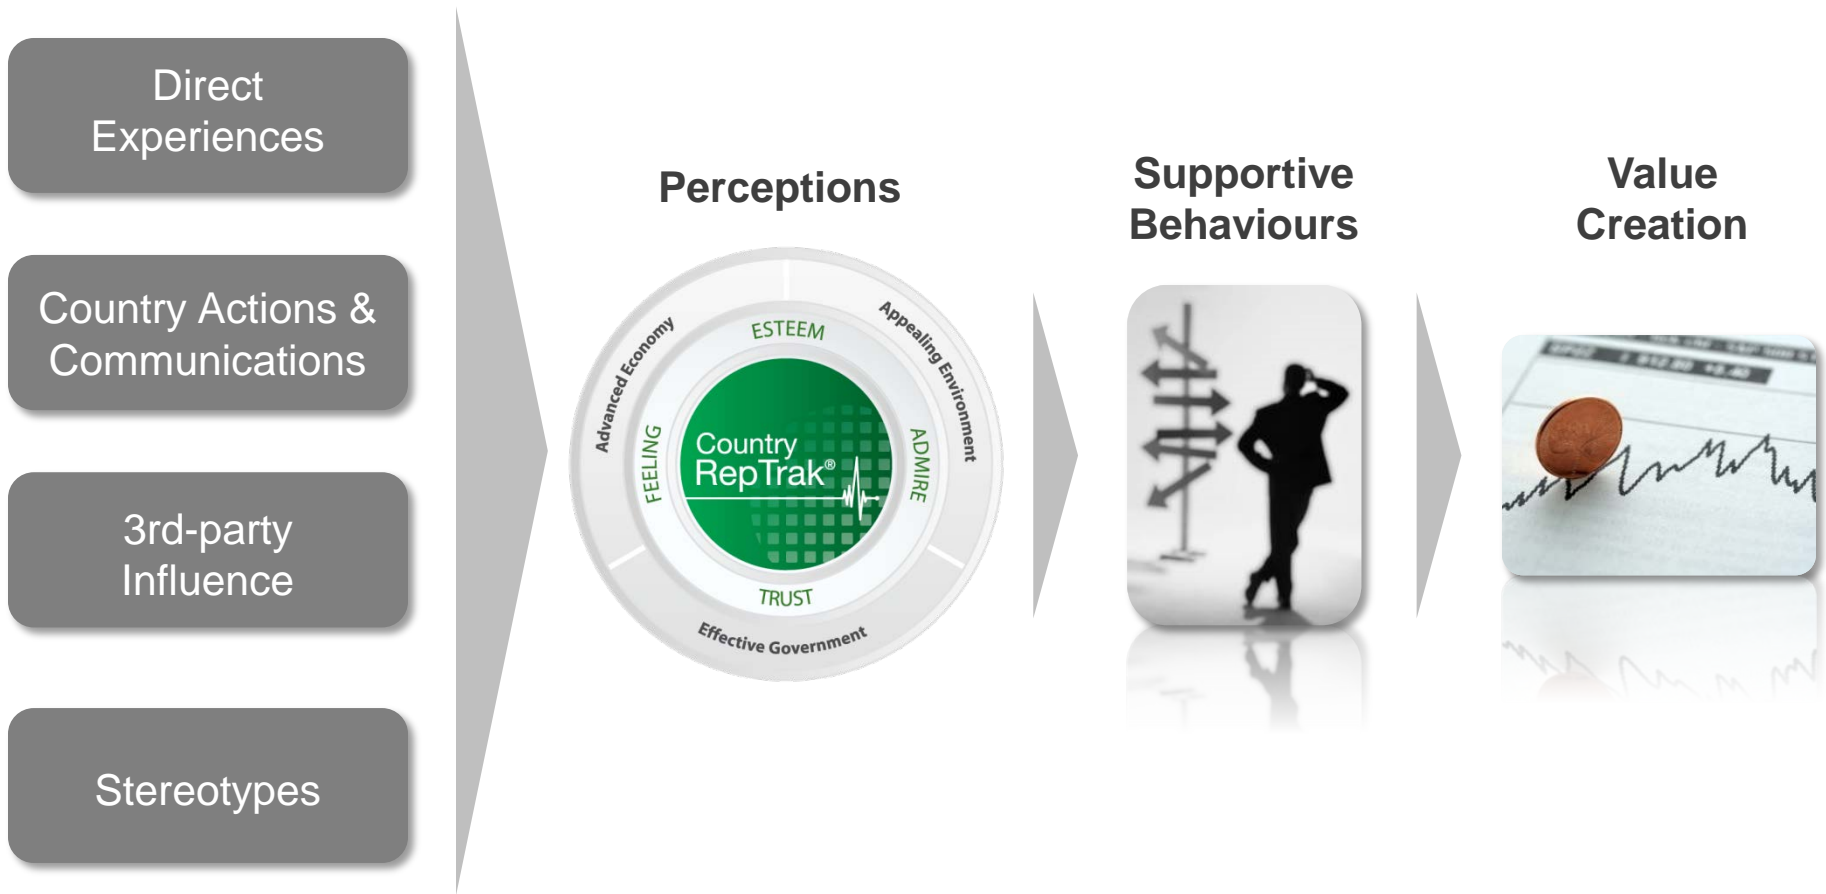 Direct
Experiences
Country Actions &
Communications
3rd-party
Influence
Stereotypes
Perceptions
Advanced Economy
Appealing Environment
Effective Government
ESTEEM
ADMIRE
TRUST
FEELING
Country
RepTrak®
Supportive
Behaviours
Value
Creation